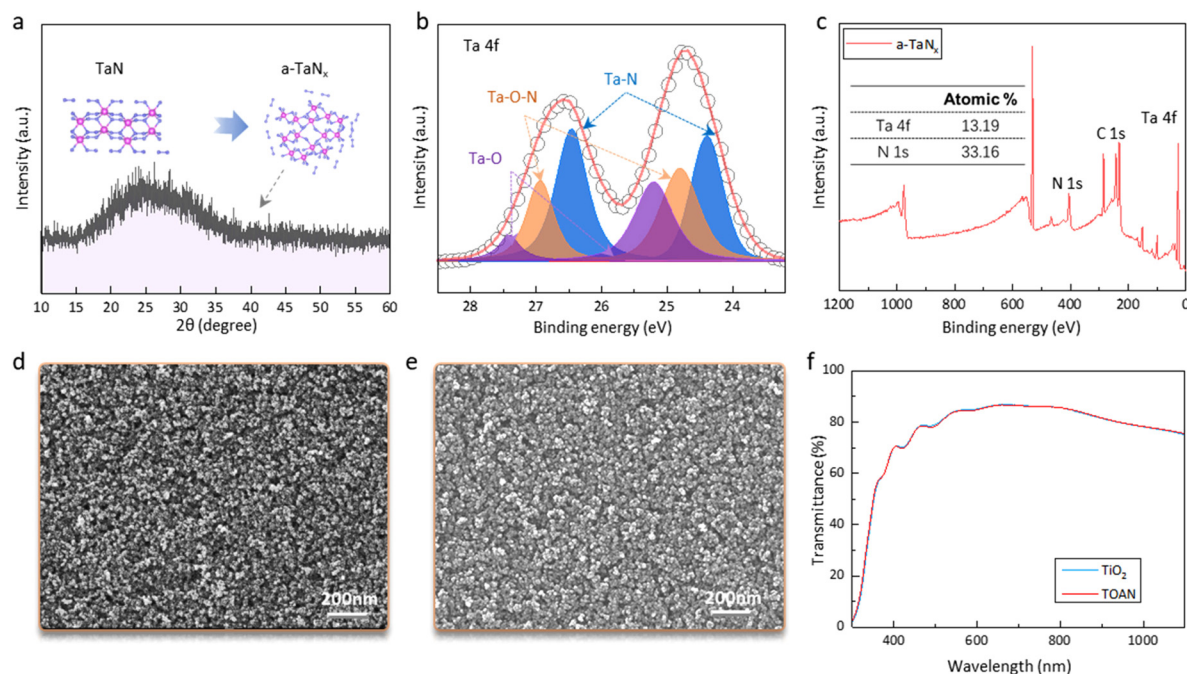 a
TaN
a-TaNₓ
Intensity (a.u.)
10 15 20 25 30 35 40 45 50 55 60
2θ (degree)
b
Ta 4f
Ta-N
Ta-O-N
Ta-O
Intensity (a.u.)
28 27 26 25 24
Binding energy (eV)
c
a-TaNₓ
Atomic %
Ta 4f 13.19
N 1s 33.16
Ta 4f
C 1s
N 1s
Intensity (a.u.)
1200 1000 800 600 400 200 0
Binding energy (eV)
d
200nm
e
200nm
f
100
80
60
40
20
0
Transmittance (%)
TiO₂
TOAN
400 600 800 1000
Wavelength (nm)